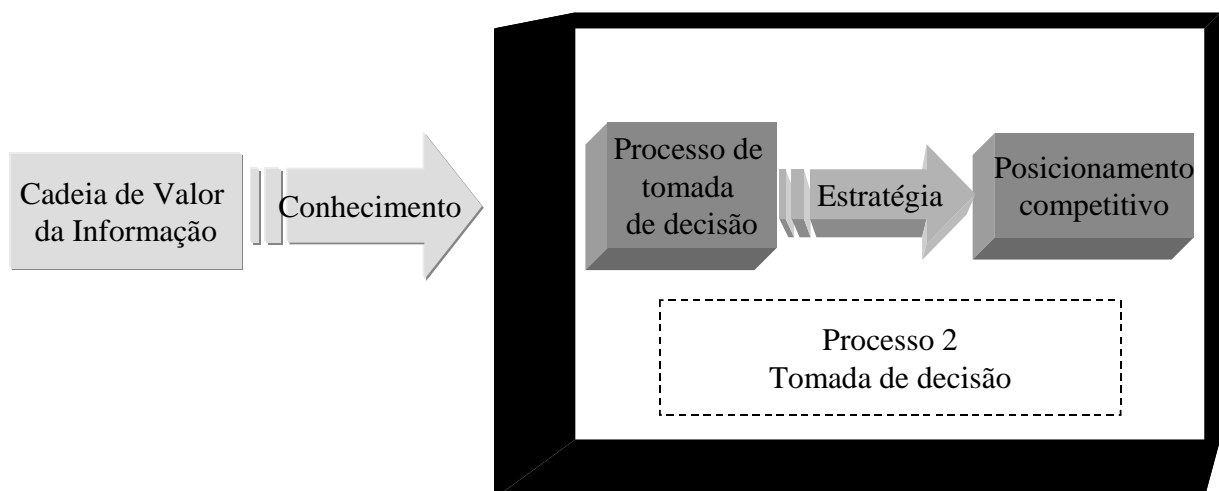 Cadeia de Valor
da Informação
Conhecimento
Processo de
tomada
de decisão
Estratégia
Posicionamento
competitivo
Processo 2
Tomada de decisão